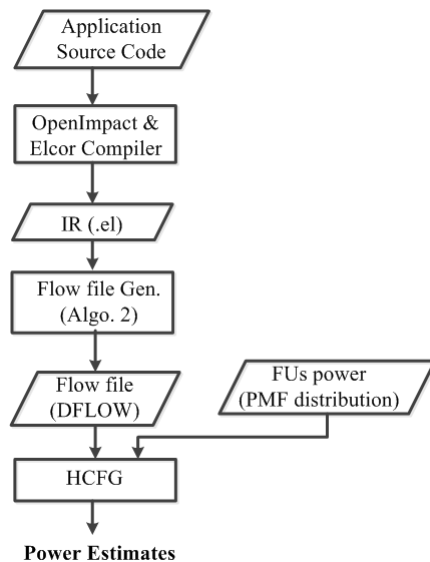 Application
Source Code
OpenImpact &
Elcor Compiler
IR (.el)
Flow file Gen.
(Algo. 2)
Flow file
(DFLOW)
FUs power
(PMF distribution)
HCFG
Power Estimates